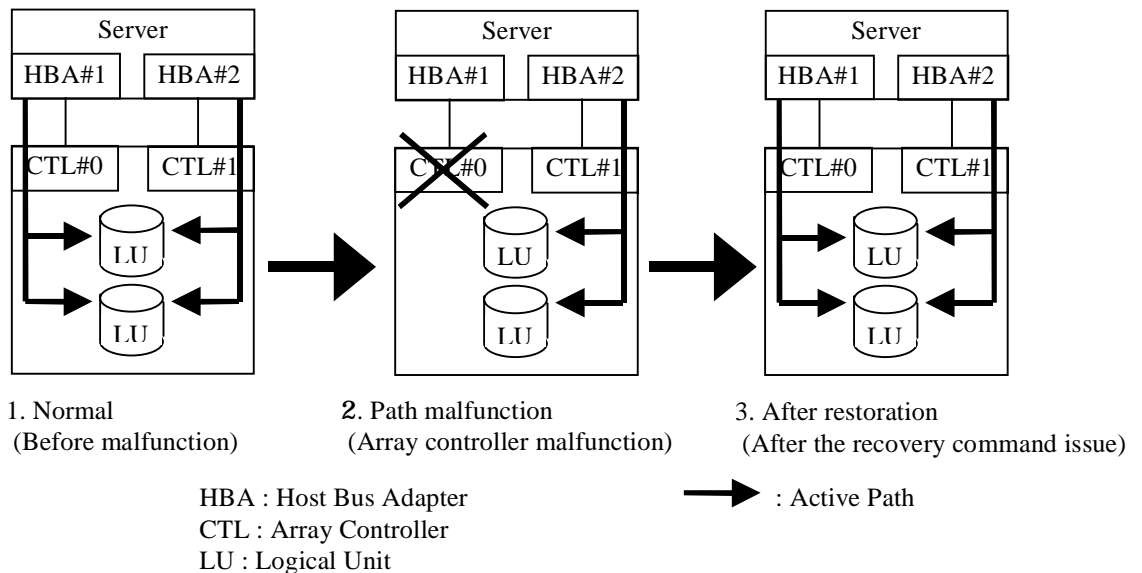 Server
HBA#1 HBA#2
CTL#0 CTL#1
LU
LU
Server
HBA#1 HBA#2
CTL#0 CTL#1
LU
LU
Server
HBA#1 HBA#2
CTL#0 CTL#1
LU
LU
1. Normal
(Before malfunction)
2. Path malfunction
(Array controller malfunction)
3. After restoration
(After the recovery command issue)
HBA : Host Bus Adapter
CTL : Array Controller
LU : Logical Unit
: Active Path